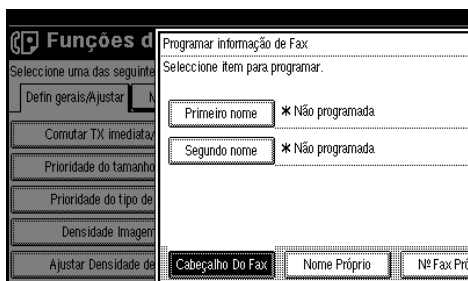 Funções d
Programar informação de Fax
Seleccione uma das seguinte
Seleccione item para programar.
Defin gerais/Ajustar
Primeiro nome * Não programada
Comutar TX imediata/
Segundo nome * Não programada
Prioridade do tamanho
Prioridade do tipo de
Densidade Imagem
Ajustar Densidade de
Cabeçalho Do Fax Nome Próprio Nº Fax Pró